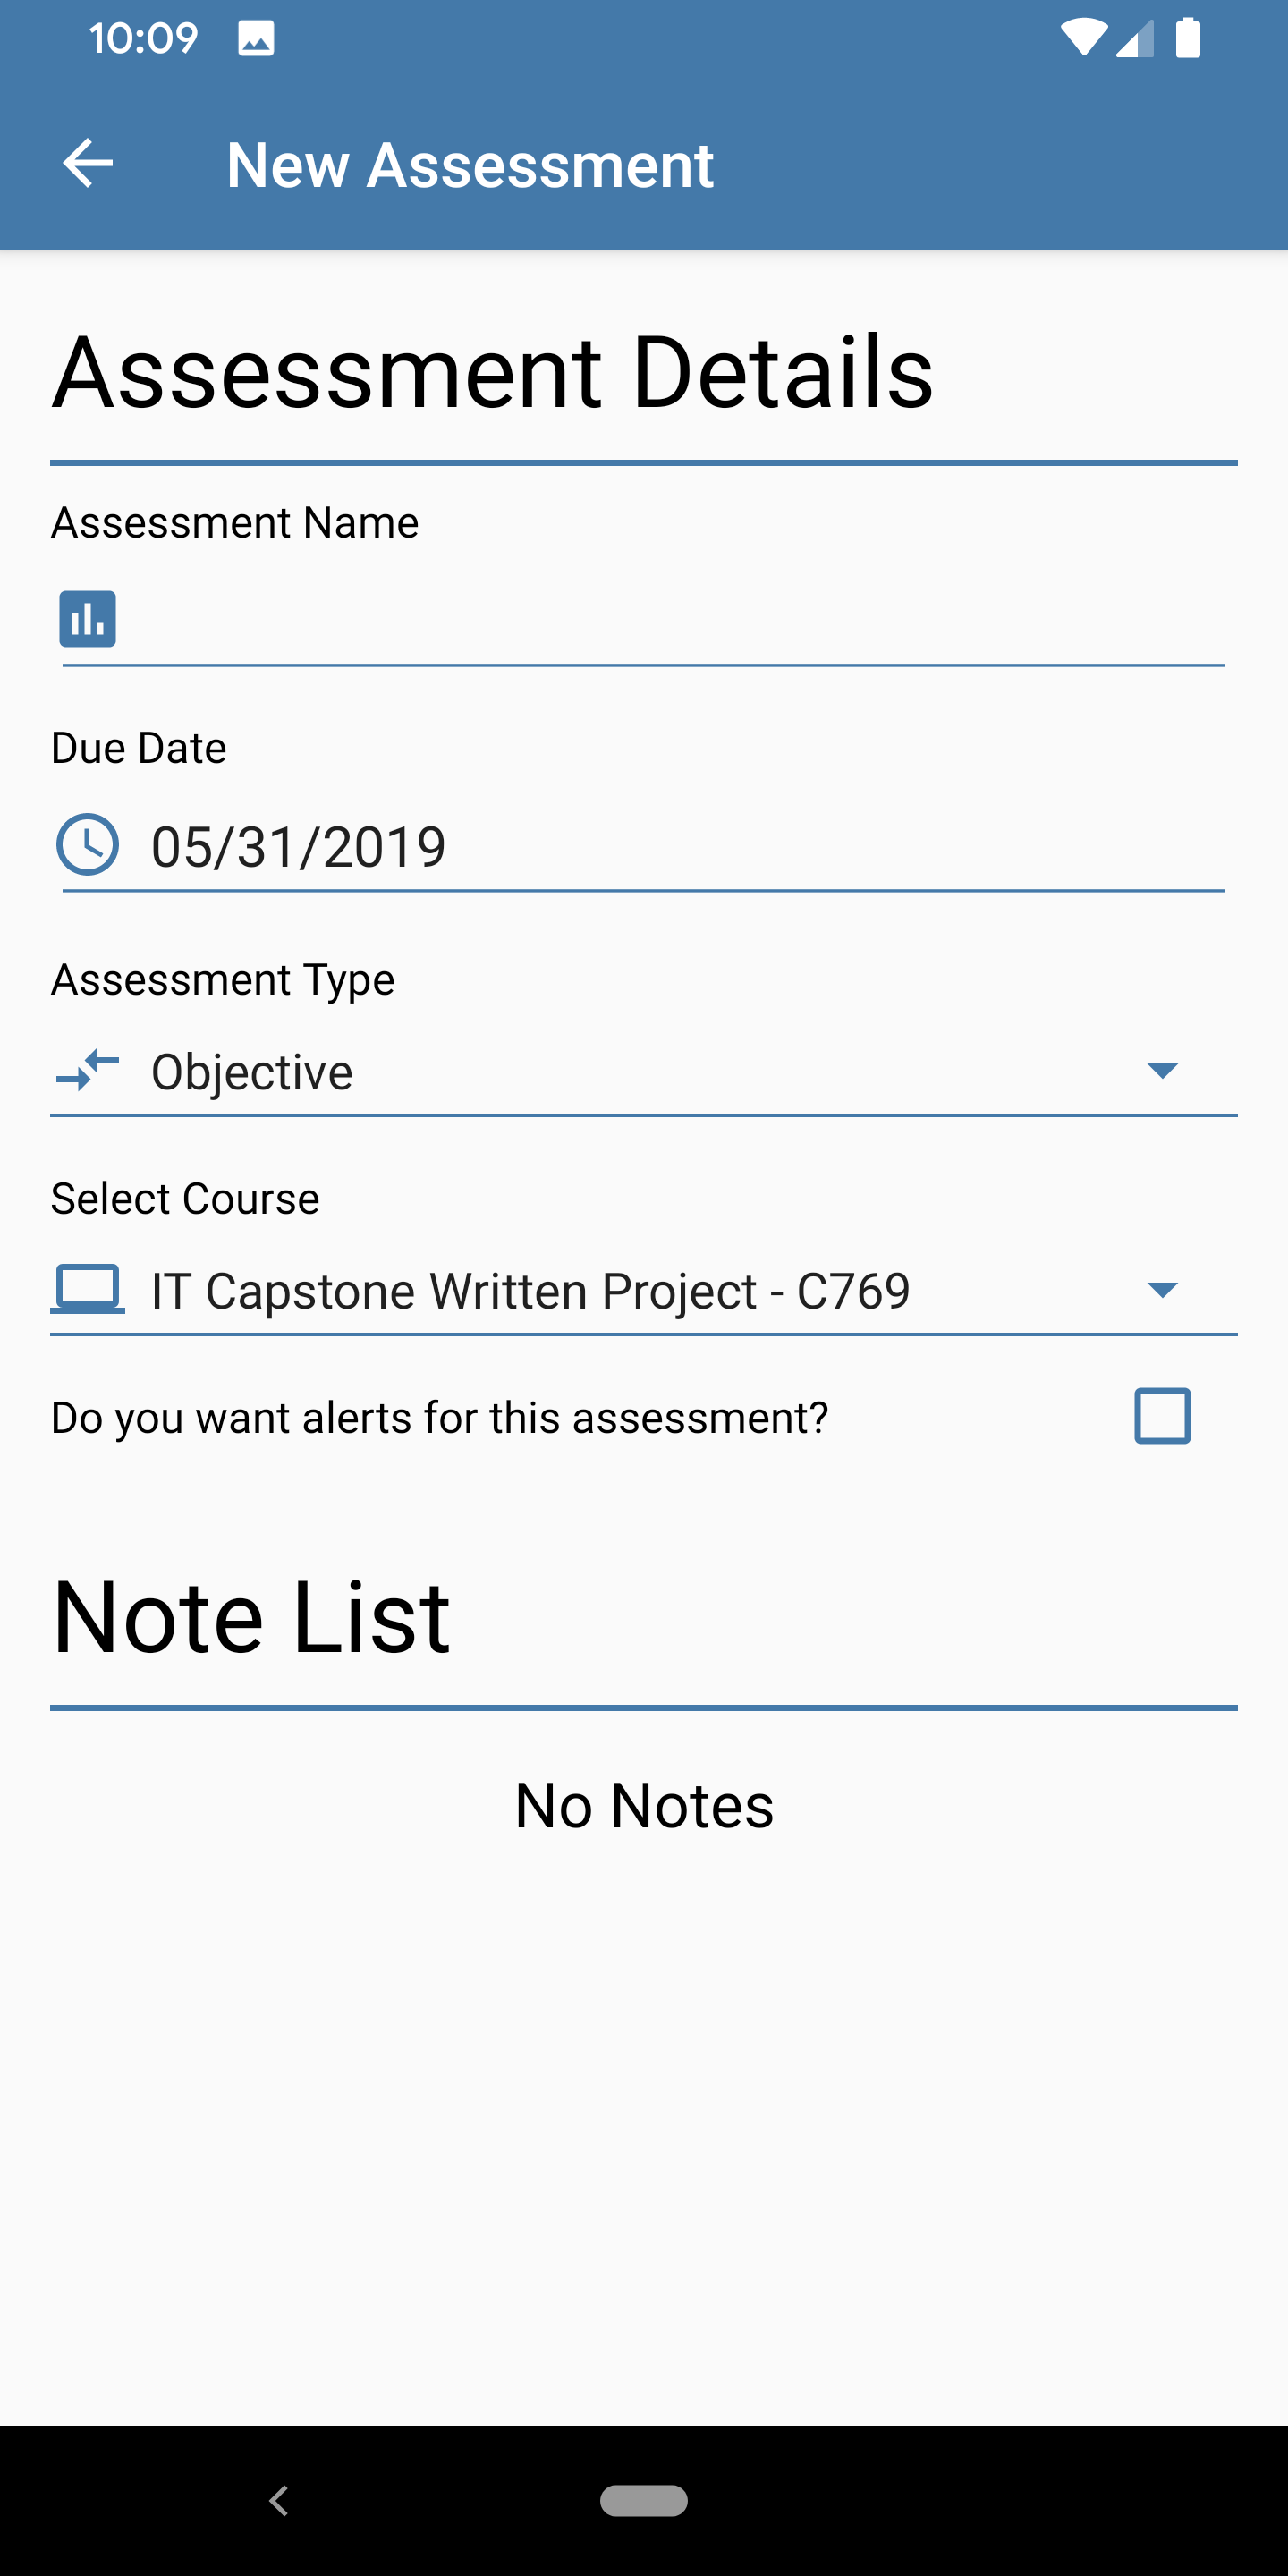 10:09
New Assessment
Assessment Details
Assessment Name
Due Date
05/31/2019
Assessment Type
Objective
Select Course
IT Capstone Written Project - C769
Do you want alerts for this assessment?
Note List
No Notes